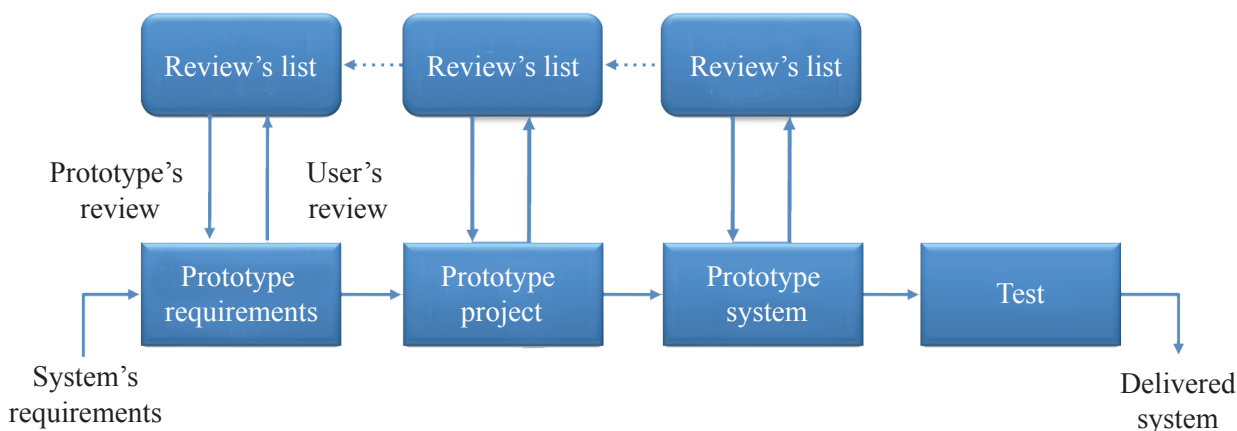 Review’s list
Review’s list
Review’s list
Prototype’s
review
User’s
review
Prototype
requirements
Prototype
project
Prototype
system
Test
System’s
requirements
Delivered
system